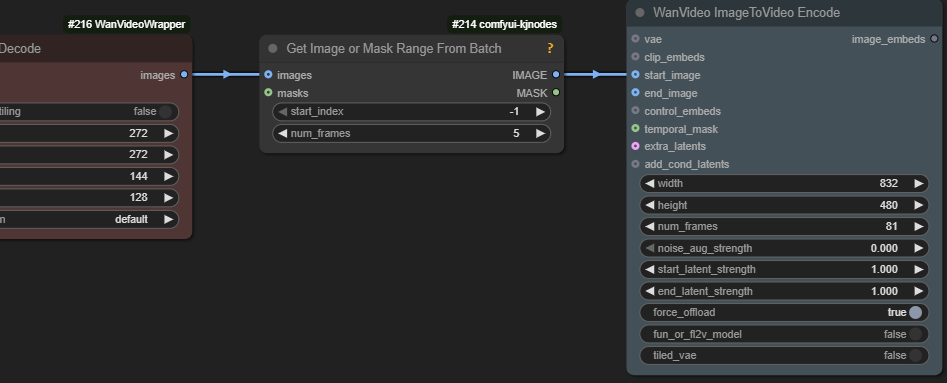 #216 WanVideoWrapper
Decode
images
tiling false
272
272
144
128
default
#214 comfyui-kjnodes
Get Image or Mask Range From Batch ?
images IMAGE
masks MASK
start_index -1
num_frames 5
WanVideo ImageToVideo Encode
vae image_embeds
clip_embeds
start_image
end_image
control_embeds
temporal_mask
extra_latents
add_cond_latents
width 832
height 480
num_frames 81
noise_aug_strength 0.000
start_latent_strength 1.000
end_latent_strength 1.000
force_offload true
fun_or_fl2v_model false
tiled_vae false